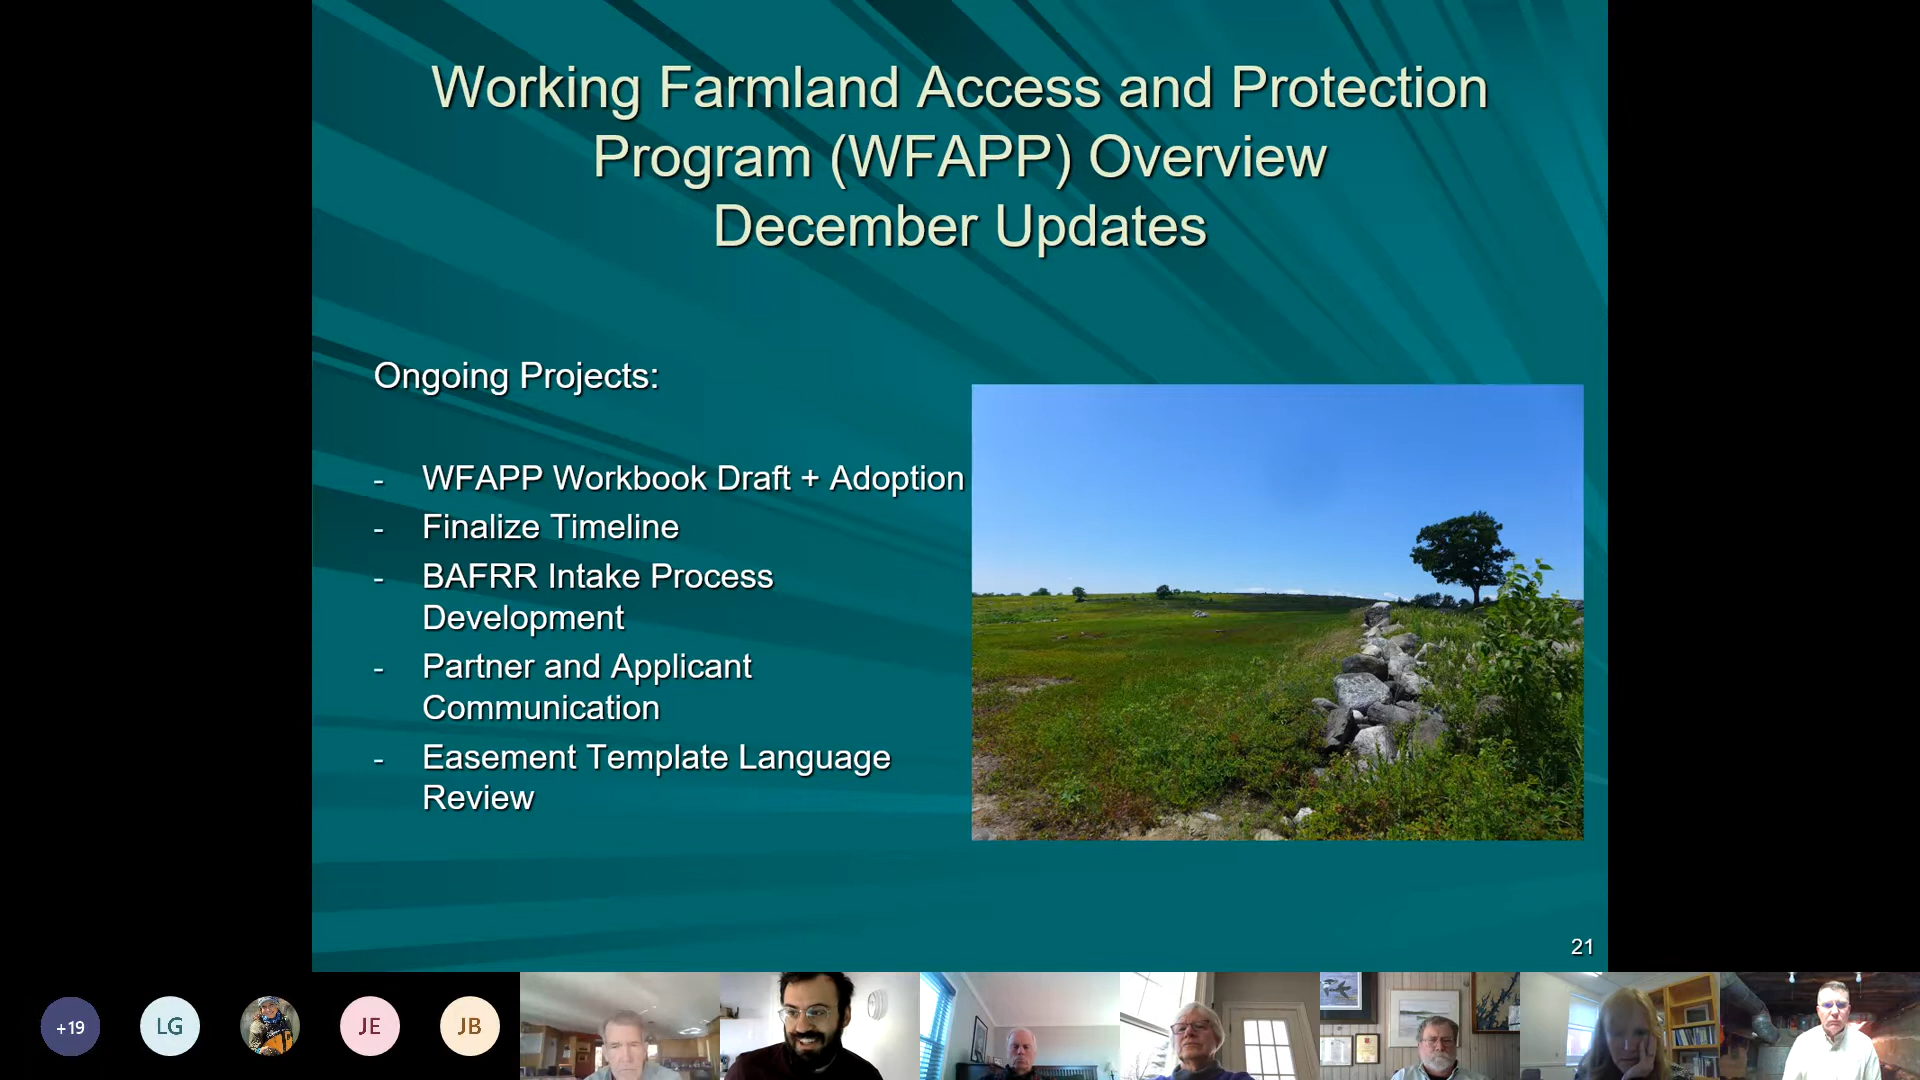 Working Farmland Access and Protection
Program (WFAPP) Overview
December Updates
Ongoing Projects:
- WFAPP Workbook Draft + Adoption
- Finalize Timeline
- BAFRR Intake Process
Development
- Partner and Applicant
Communication
- Easement Template Language
Review
21
+19
LG
JE
JB